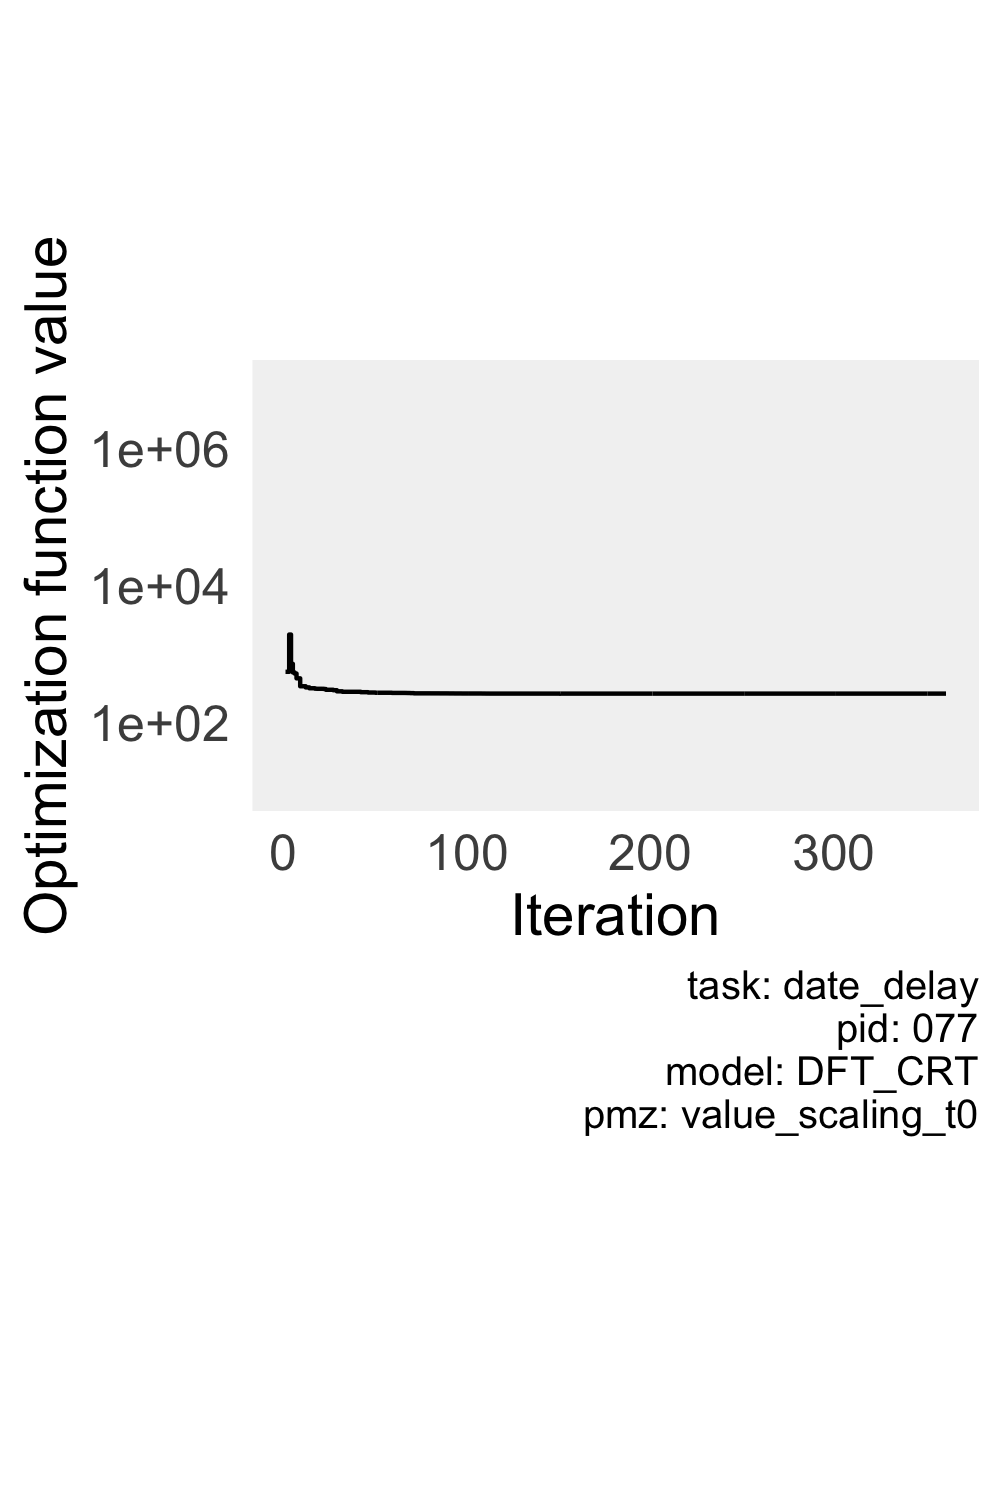 Optimization function value
1e+06
1e+04
1e+02
0 100 200 300
Iteration
task: date_delay
pid: 077
model: DFT_CRT
pmz: value_scaling_t0